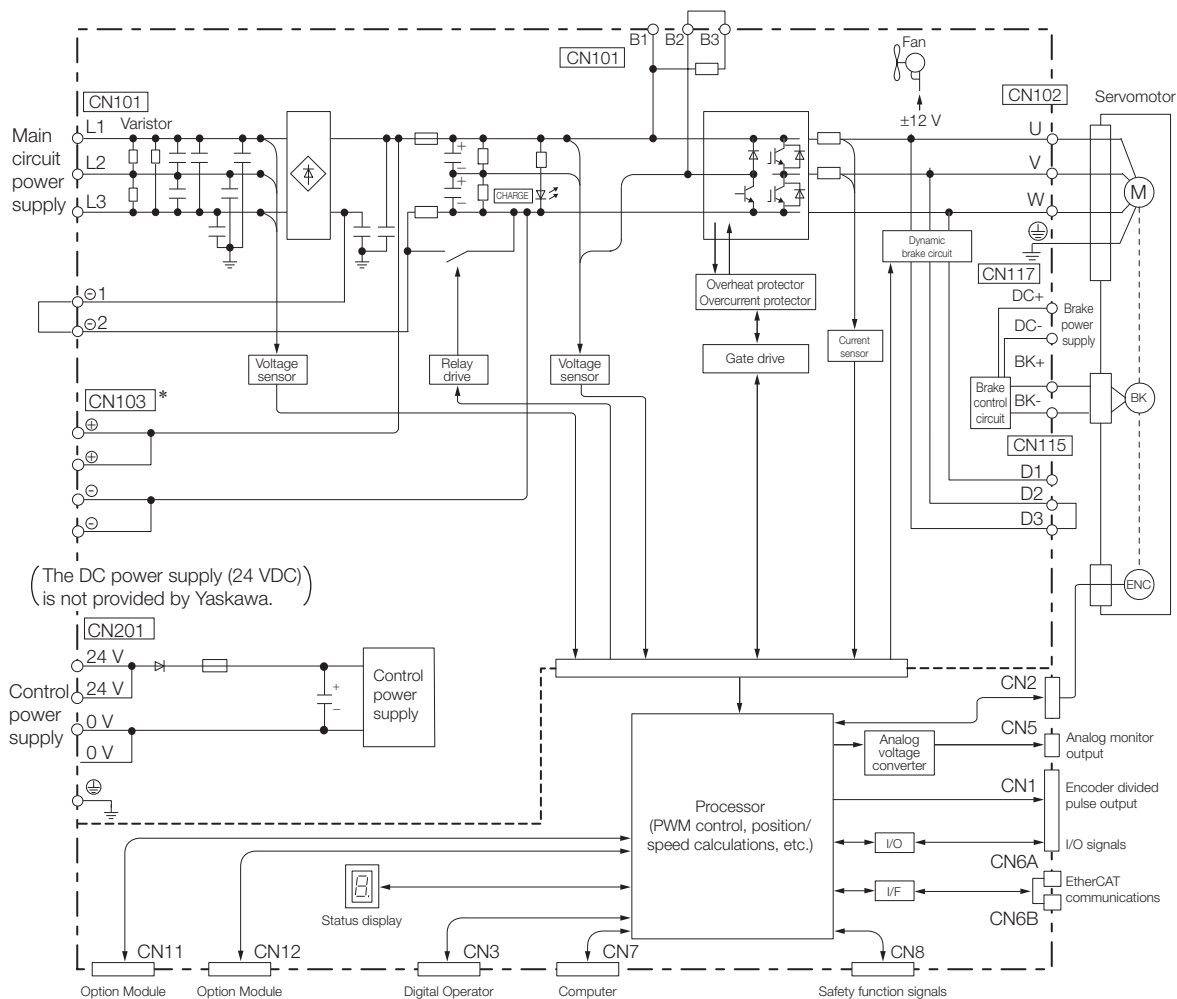 B1
B2
B3
CN101
Fan
±12 V
CN101
CN102
Servomotor
Main
circuit
power
supply
L1
Varistor
L2
L3
U
V
W
M
CHARGE
+
−
+
−
Dynamic
brake circuit
CN117
⊖1
⊖2
Overheat protector
Overcurrent protector
DC+
DC-
Brake
power
supply
Voltage
sensor
Relay
drive
Voltage
sensor
Gate drive
Current
sensor
BK+
BK-
Brake
control
circuit
BK
CN103 *
⊕
⊕
⊖
⊖
CN115
D1
D2
D3
(The DC power supply (24 VDC)
is not provided by Yaskawa.)
ENC
CN201
24 V
24 V
0 V
0 V
Control
power
supply
+
−
Control
power
supply
CN2
CN5
Analog
voltage
converter
Analog monitor
output
CN1
Encoder divided
pulse output
Processor
(PWM control, position/
speed calculations, etc.)
I/O
I/O signals
CN6A
I/F
EtherCAT
communications
CN6B
8.
Status display
CN11
CN12
CN3
CN7
CN8
Option Module
Option Module
Digital Operator
Computer
Safety function signals